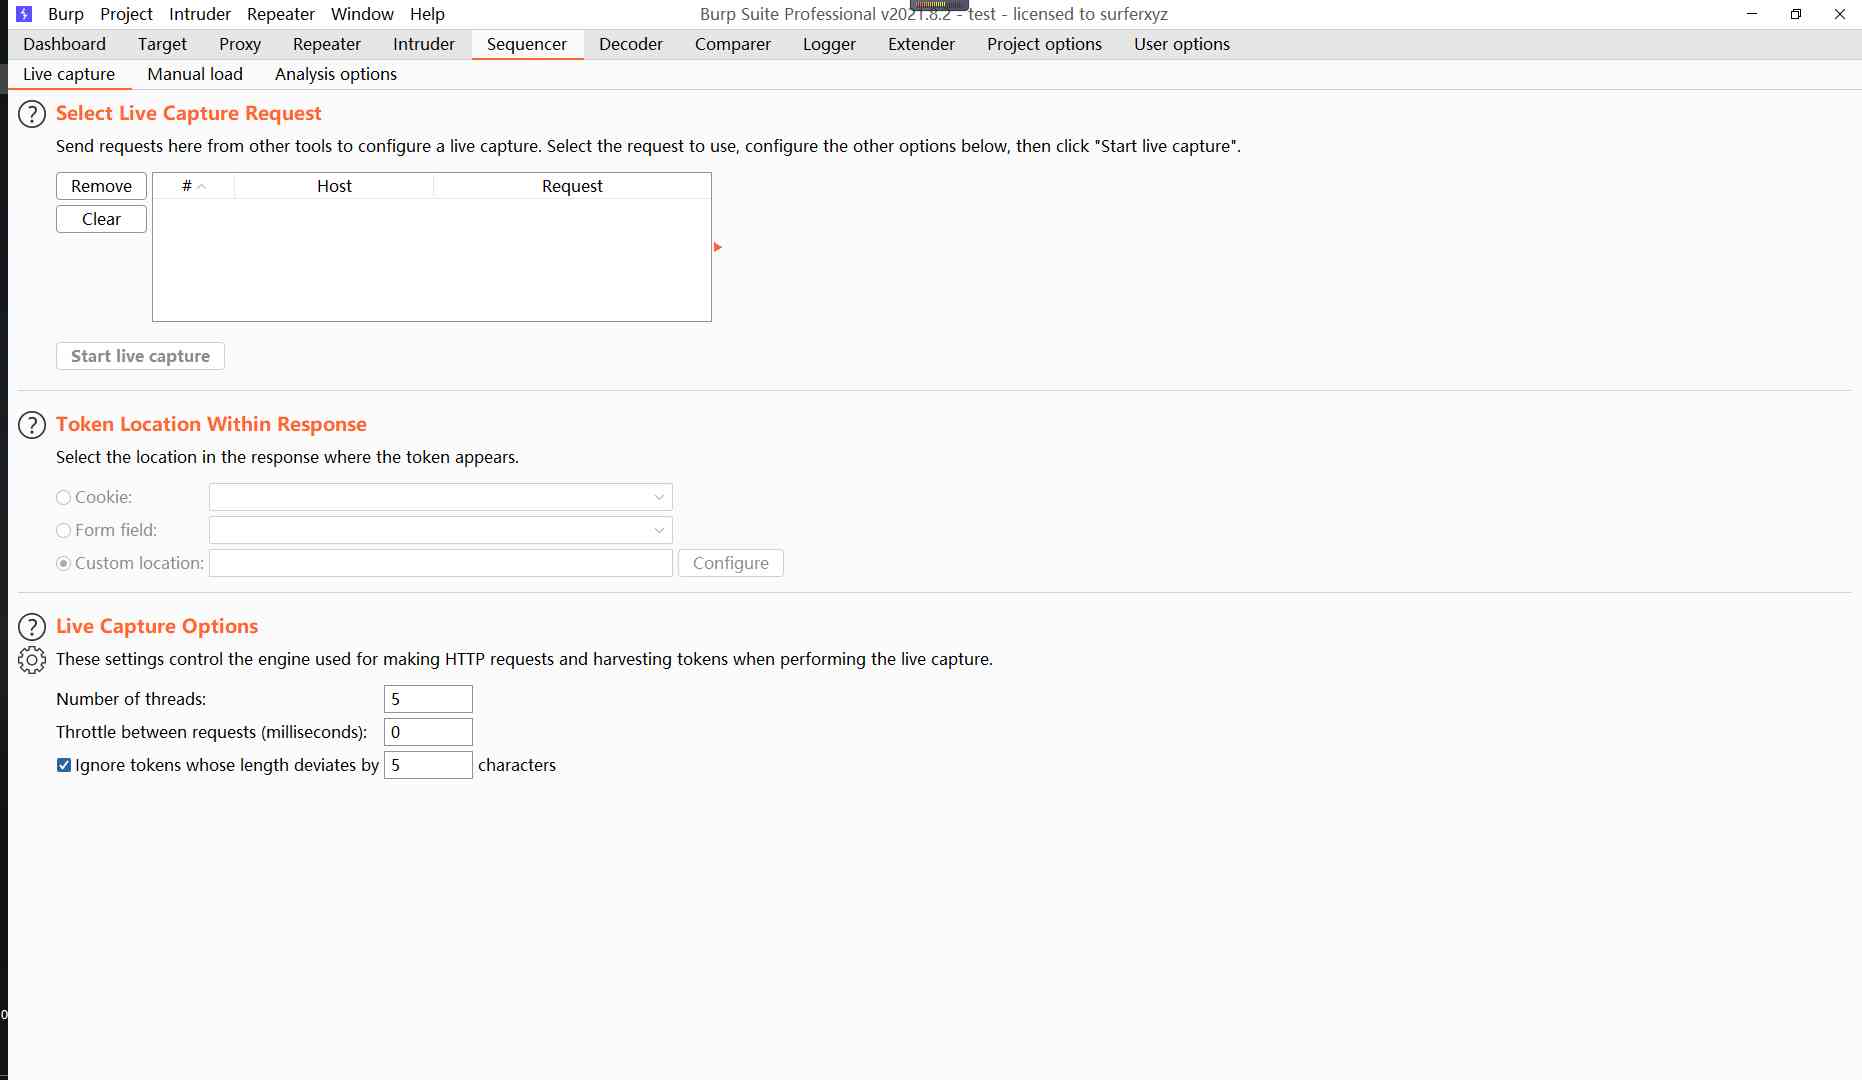 Burp Project Intruder Repeater Window Help
Burp Suite Professional v2021.8.2 - test - licensed to surferxyz
Dashboard Target Proxy Repeater Intruder Sequencer Decoder Comparer Logger Extender Project options User options
Live capture Manual load Analysis options
Select Live Capture Request
Send requests here from other tools to configure a live capture. Select the request to use, configure the other options below, then click "Start live capture".
Remove
Clear
# Host Request
Start live capture
Token Location Within Response
Select the location in the response where the token appears.
Cookie:
Form field:
Custom location: Configure
Live Capture Options
These settings control the engine used for making HTTP requests and harvesting tokens when performing the live capture.
Number of threads: 5
Throttle between requests (milliseconds): 0
Ignore tokens whose length deviates by 5 characters
0